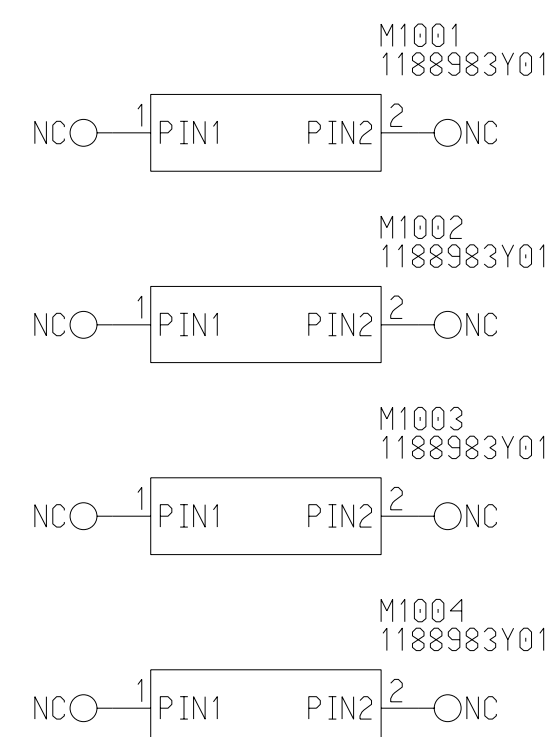 M1001
1188983Y01
NC 1 PIN1 PIN2 2 NC
M1002
1188983Y01
NC 1 PIN1 PIN2 2 NC
M1003
1188983Y01
NC 1 PIN1 PIN2 2 NC
M1004
1188983Y01
NC 1 PIN1 PIN2 2 NC